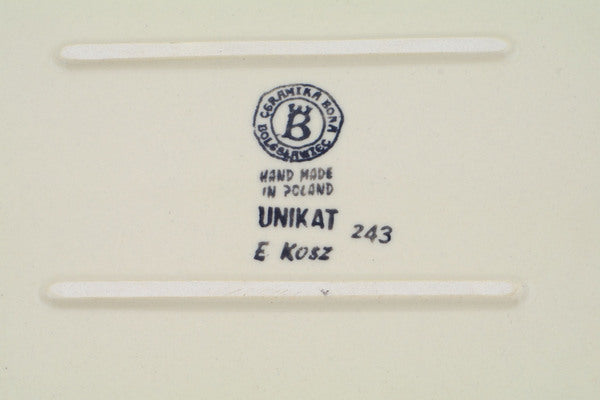 CERAMIKA BONA
B
BOLESŁAWIEC
HAND MADE
IN POLAND
UNIKAT 243
E Kosz